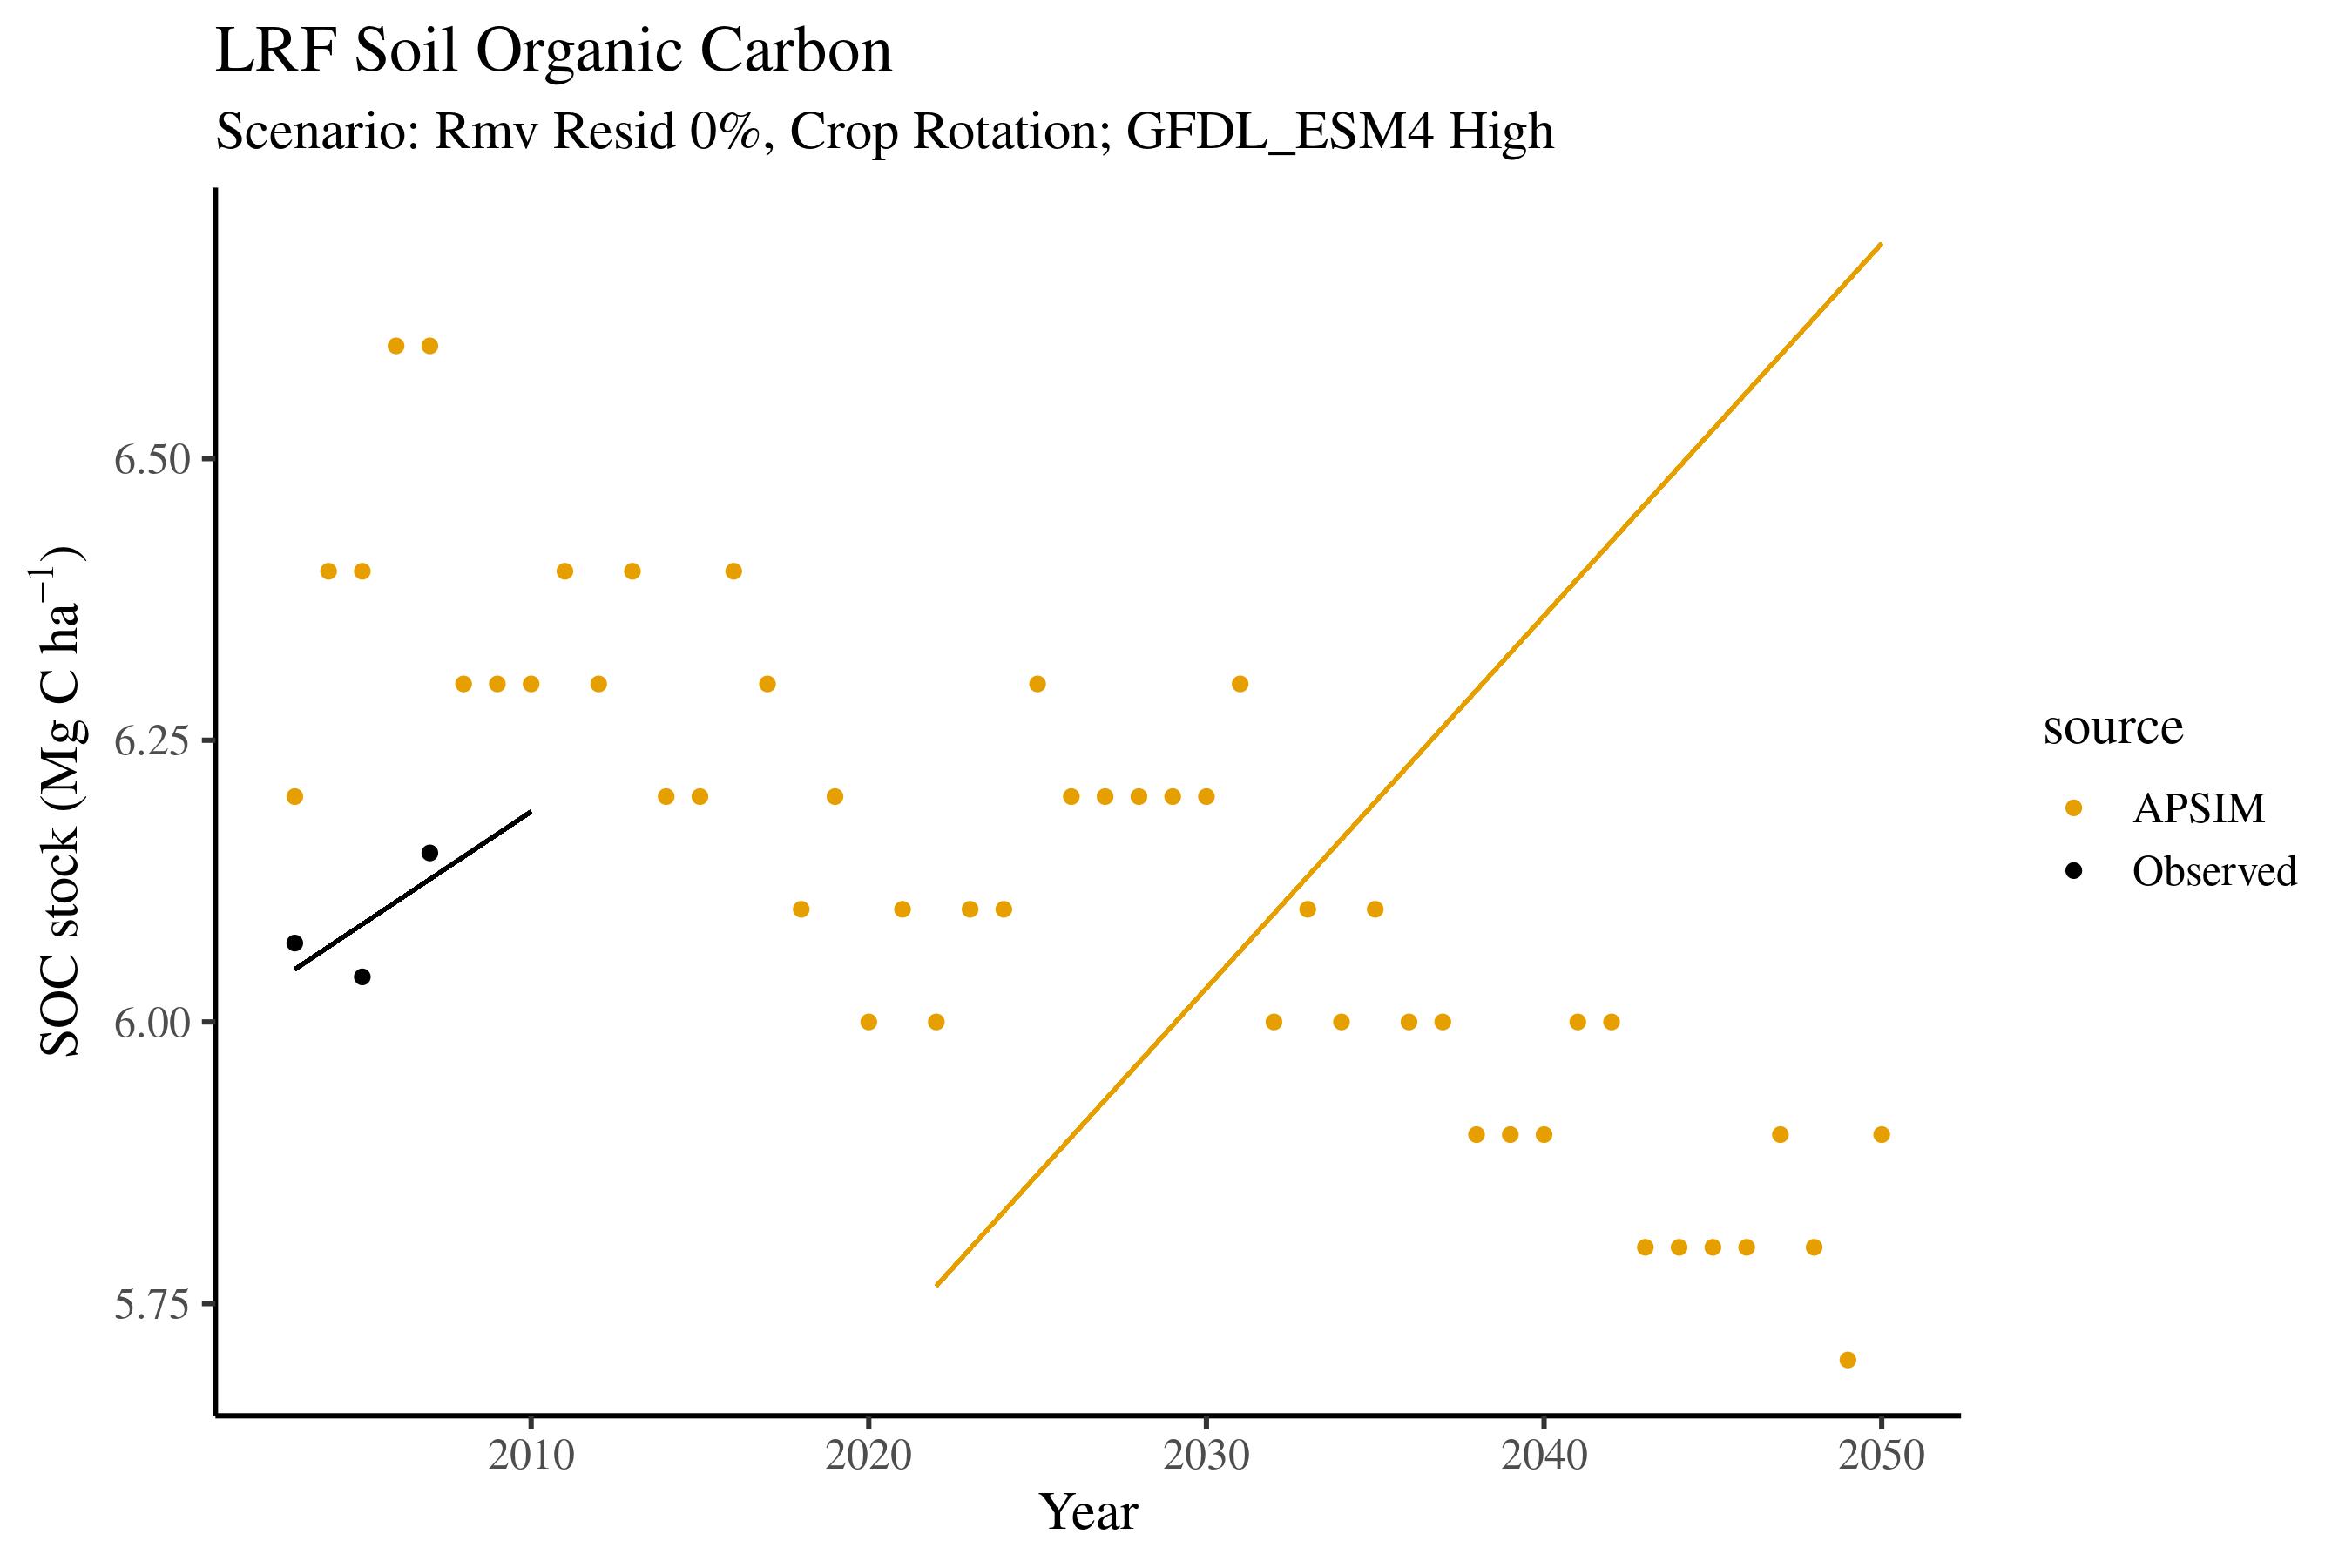 LRF Soil Organic Carbon
Scenario: Rmv Resid 0%, Crop Rotation; GFDL_ESM4 High
SOC stock (Mg C ha⁻¹)
6.50
6.25
6.00
5.75
2010 2020 2030 2040 2050
Year
source
APSIM
Observed